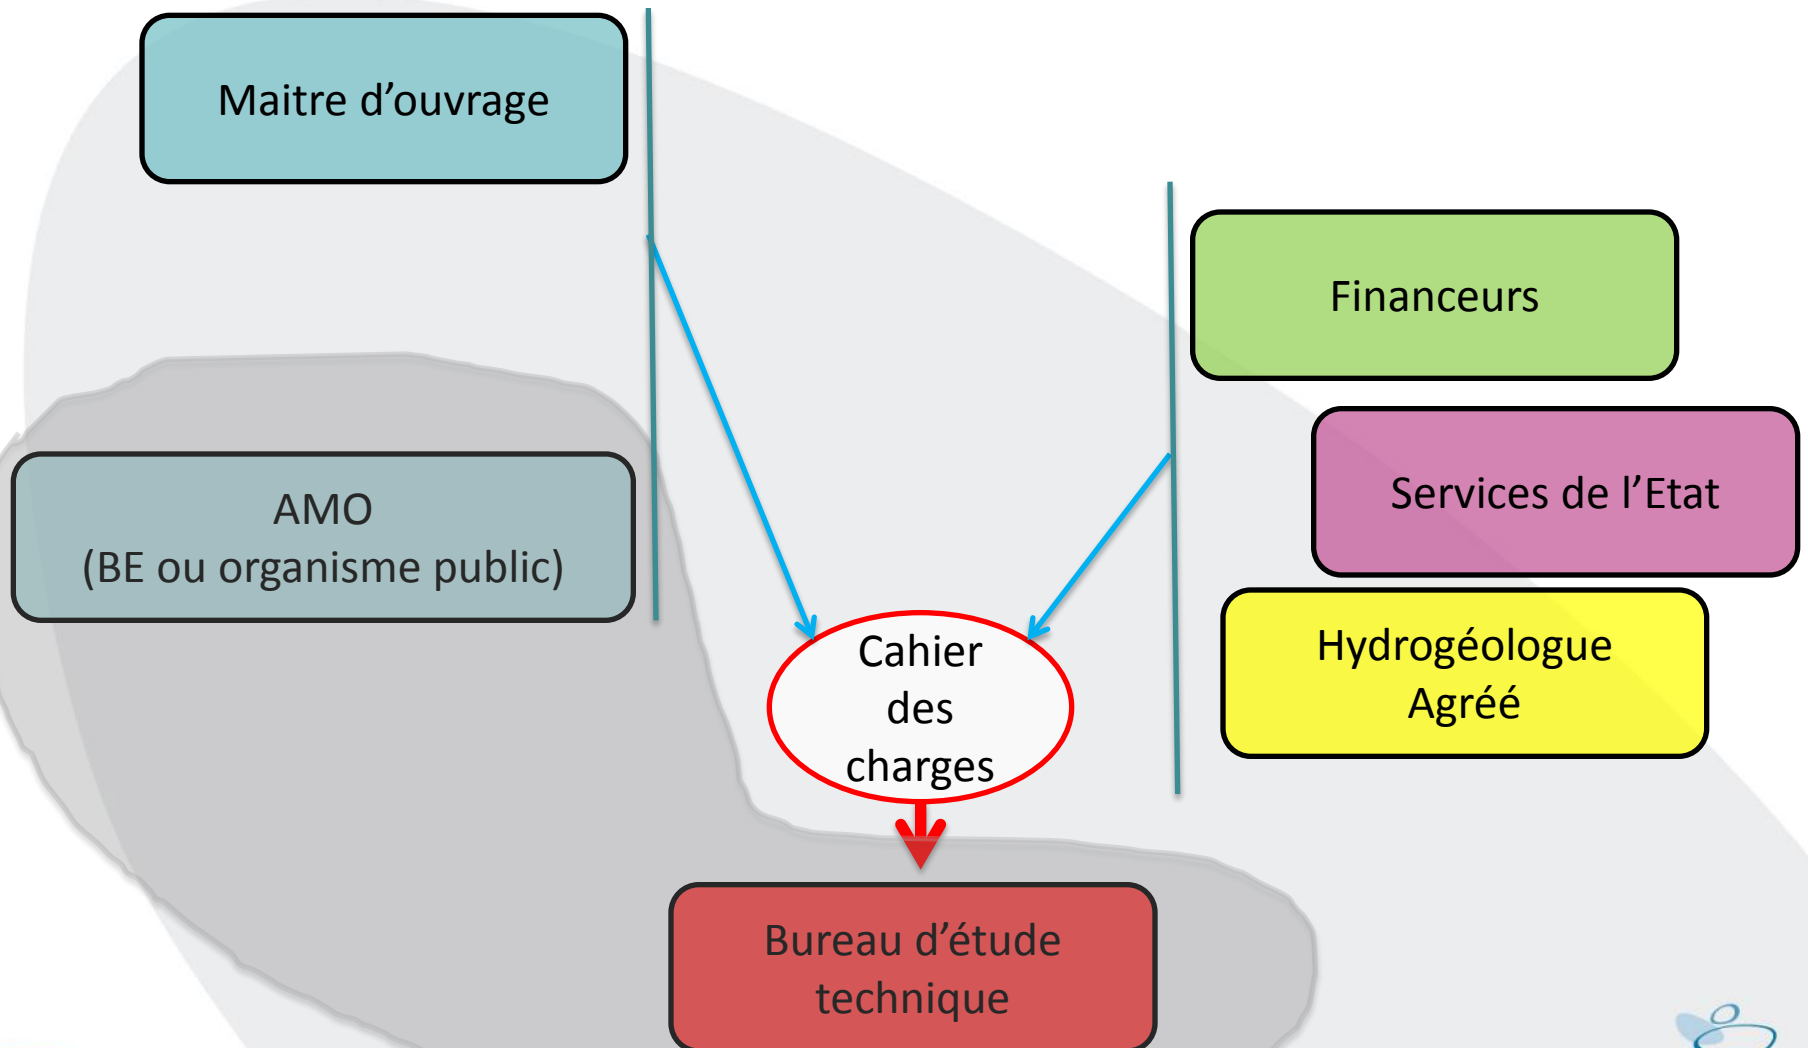 Maitre d’ouvrage
Financeurs
Services de l’Etat
AMO
(BE ou organisme public)
Hydrogéologue
Agréé
Cahier
des
charges
Bureau d’étude
technique